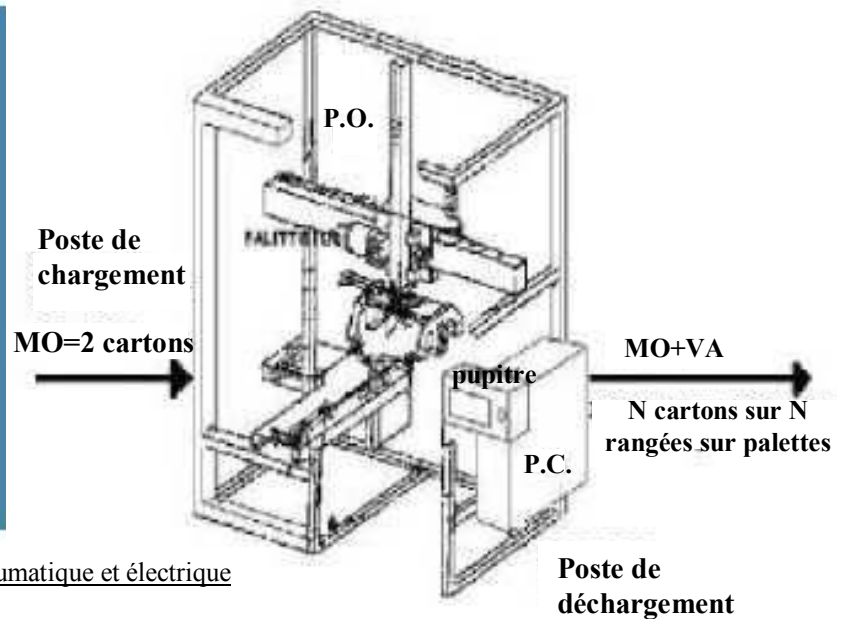 P.O.
PALITTETUR
Poste de
chargement
MO=2 cartons
MO+VA
pupitre
N cartons sur N
rangées sur palettes
P.C.
umatique et électrique
Poste de
déchargement